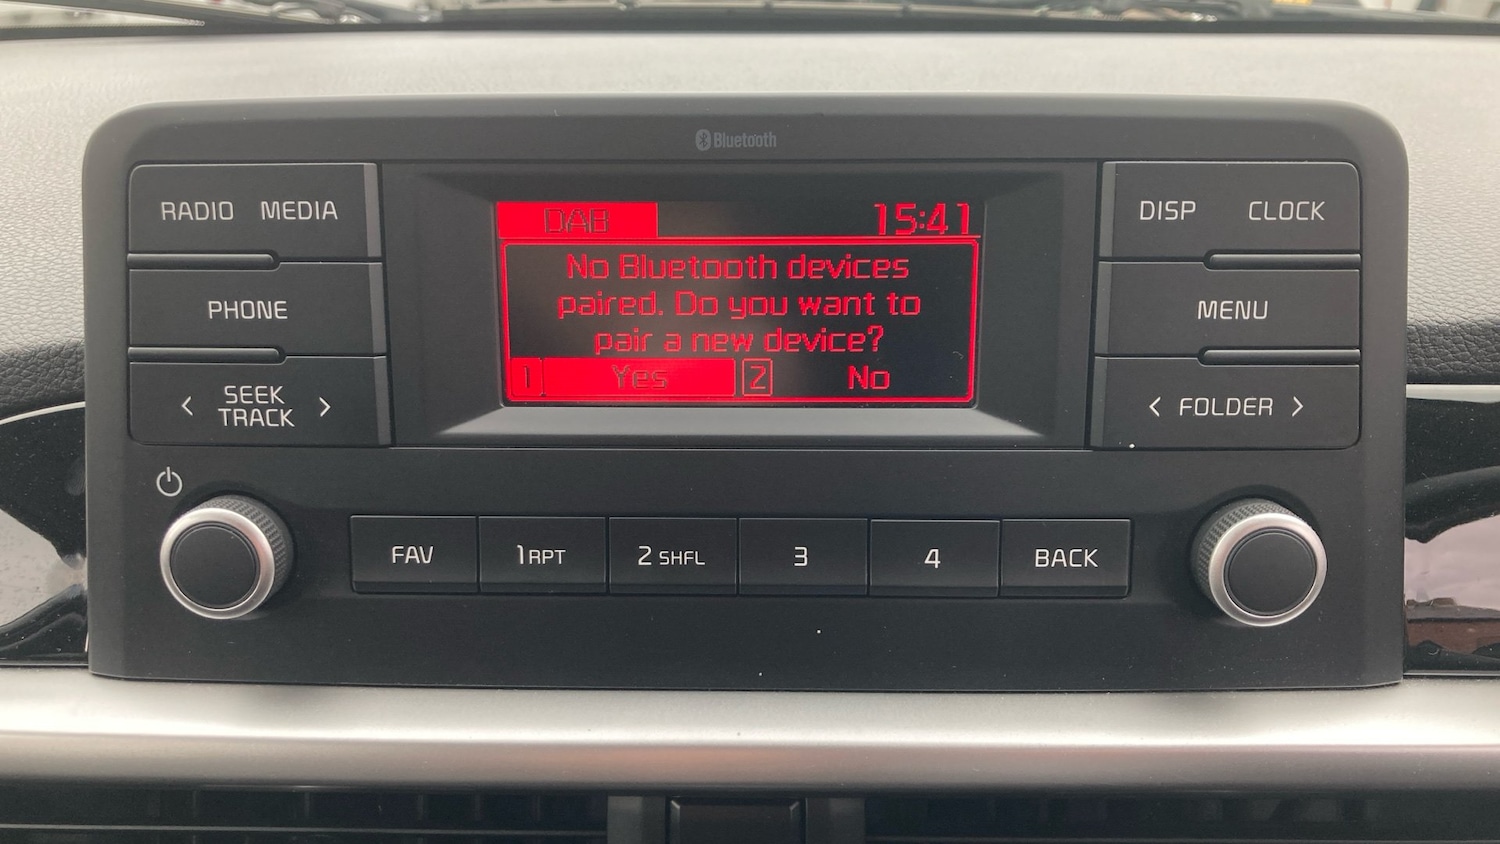 Bluetooth
RADIO MEDIA
PHONE
SEEK
< TRACK >
DAB 15:41
No Bluetooth devices
paired. Do you want to
pair a new device?
1 Yes 2 No
DISP CLOCK
MENU
< FOLDER >
FAV 1 RPT 2 SHFL 3 4 BACK